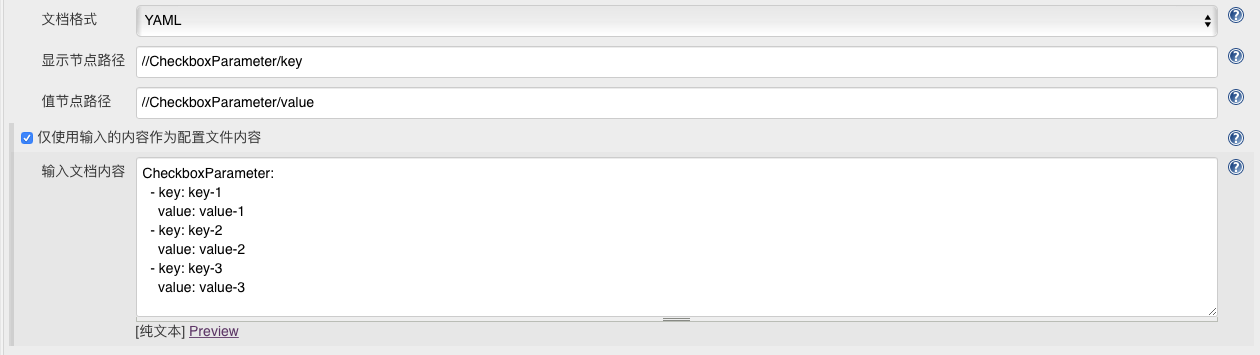 文档格式 YAML
显示节点路径 //CheckboxParameter/key
值节点路径 //CheckboxParameter/value
仅使用输入的内容作为配置文件内容
输入文档内容 CheckboxParameter:
- key: key-1
value: value-1
- key: key-2
value: value-2
- key: key-3
value: value-3
[纯文本] Preview